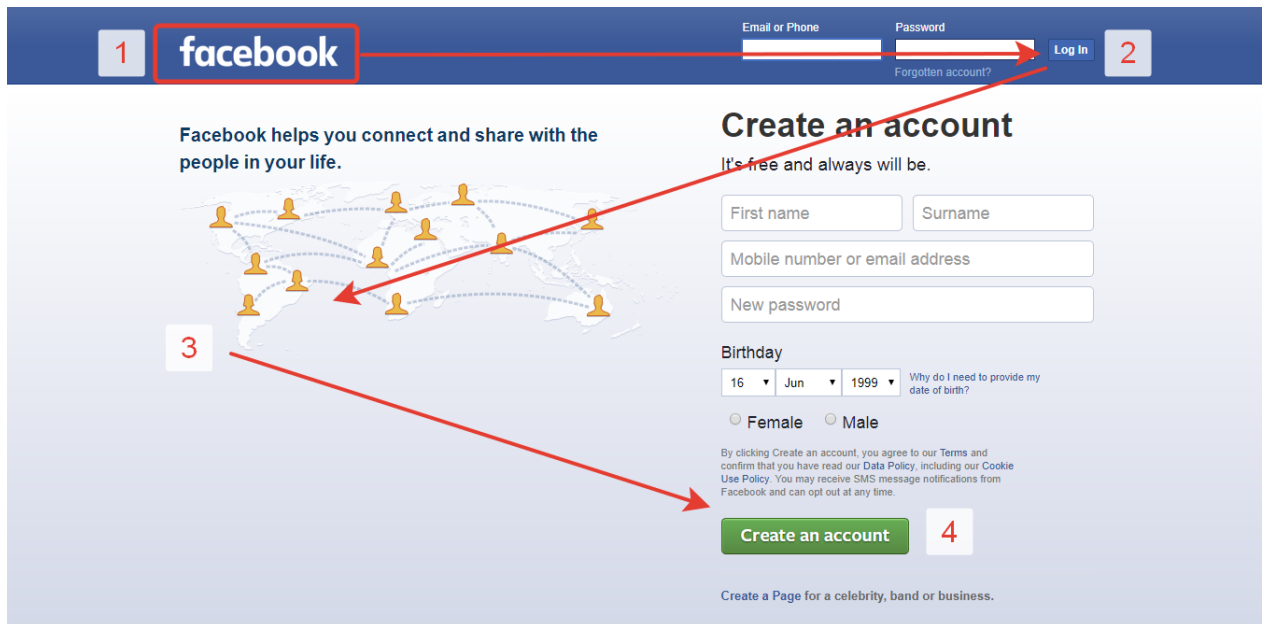 1
facebook
Email or Phone
Password
Log In
2
Forgotten account?
Facebook helps you connect and share with the
people in your life.
3
Create an account
It's free and always will be.
First name
Surname
Mobile number or email address
New password
Birthday
16 Jun 1999
Why do I need to provide my
date of birth?
Female Male
By clicking Create an account, you agree to our Terms and
confirm that you have read our Data Policy, including our Cookie
Use Policy. You may receive SMS message notifications from
Facebook and can opt out at any time.
Create an account
4
Create a Page for a celebrity, band or business.